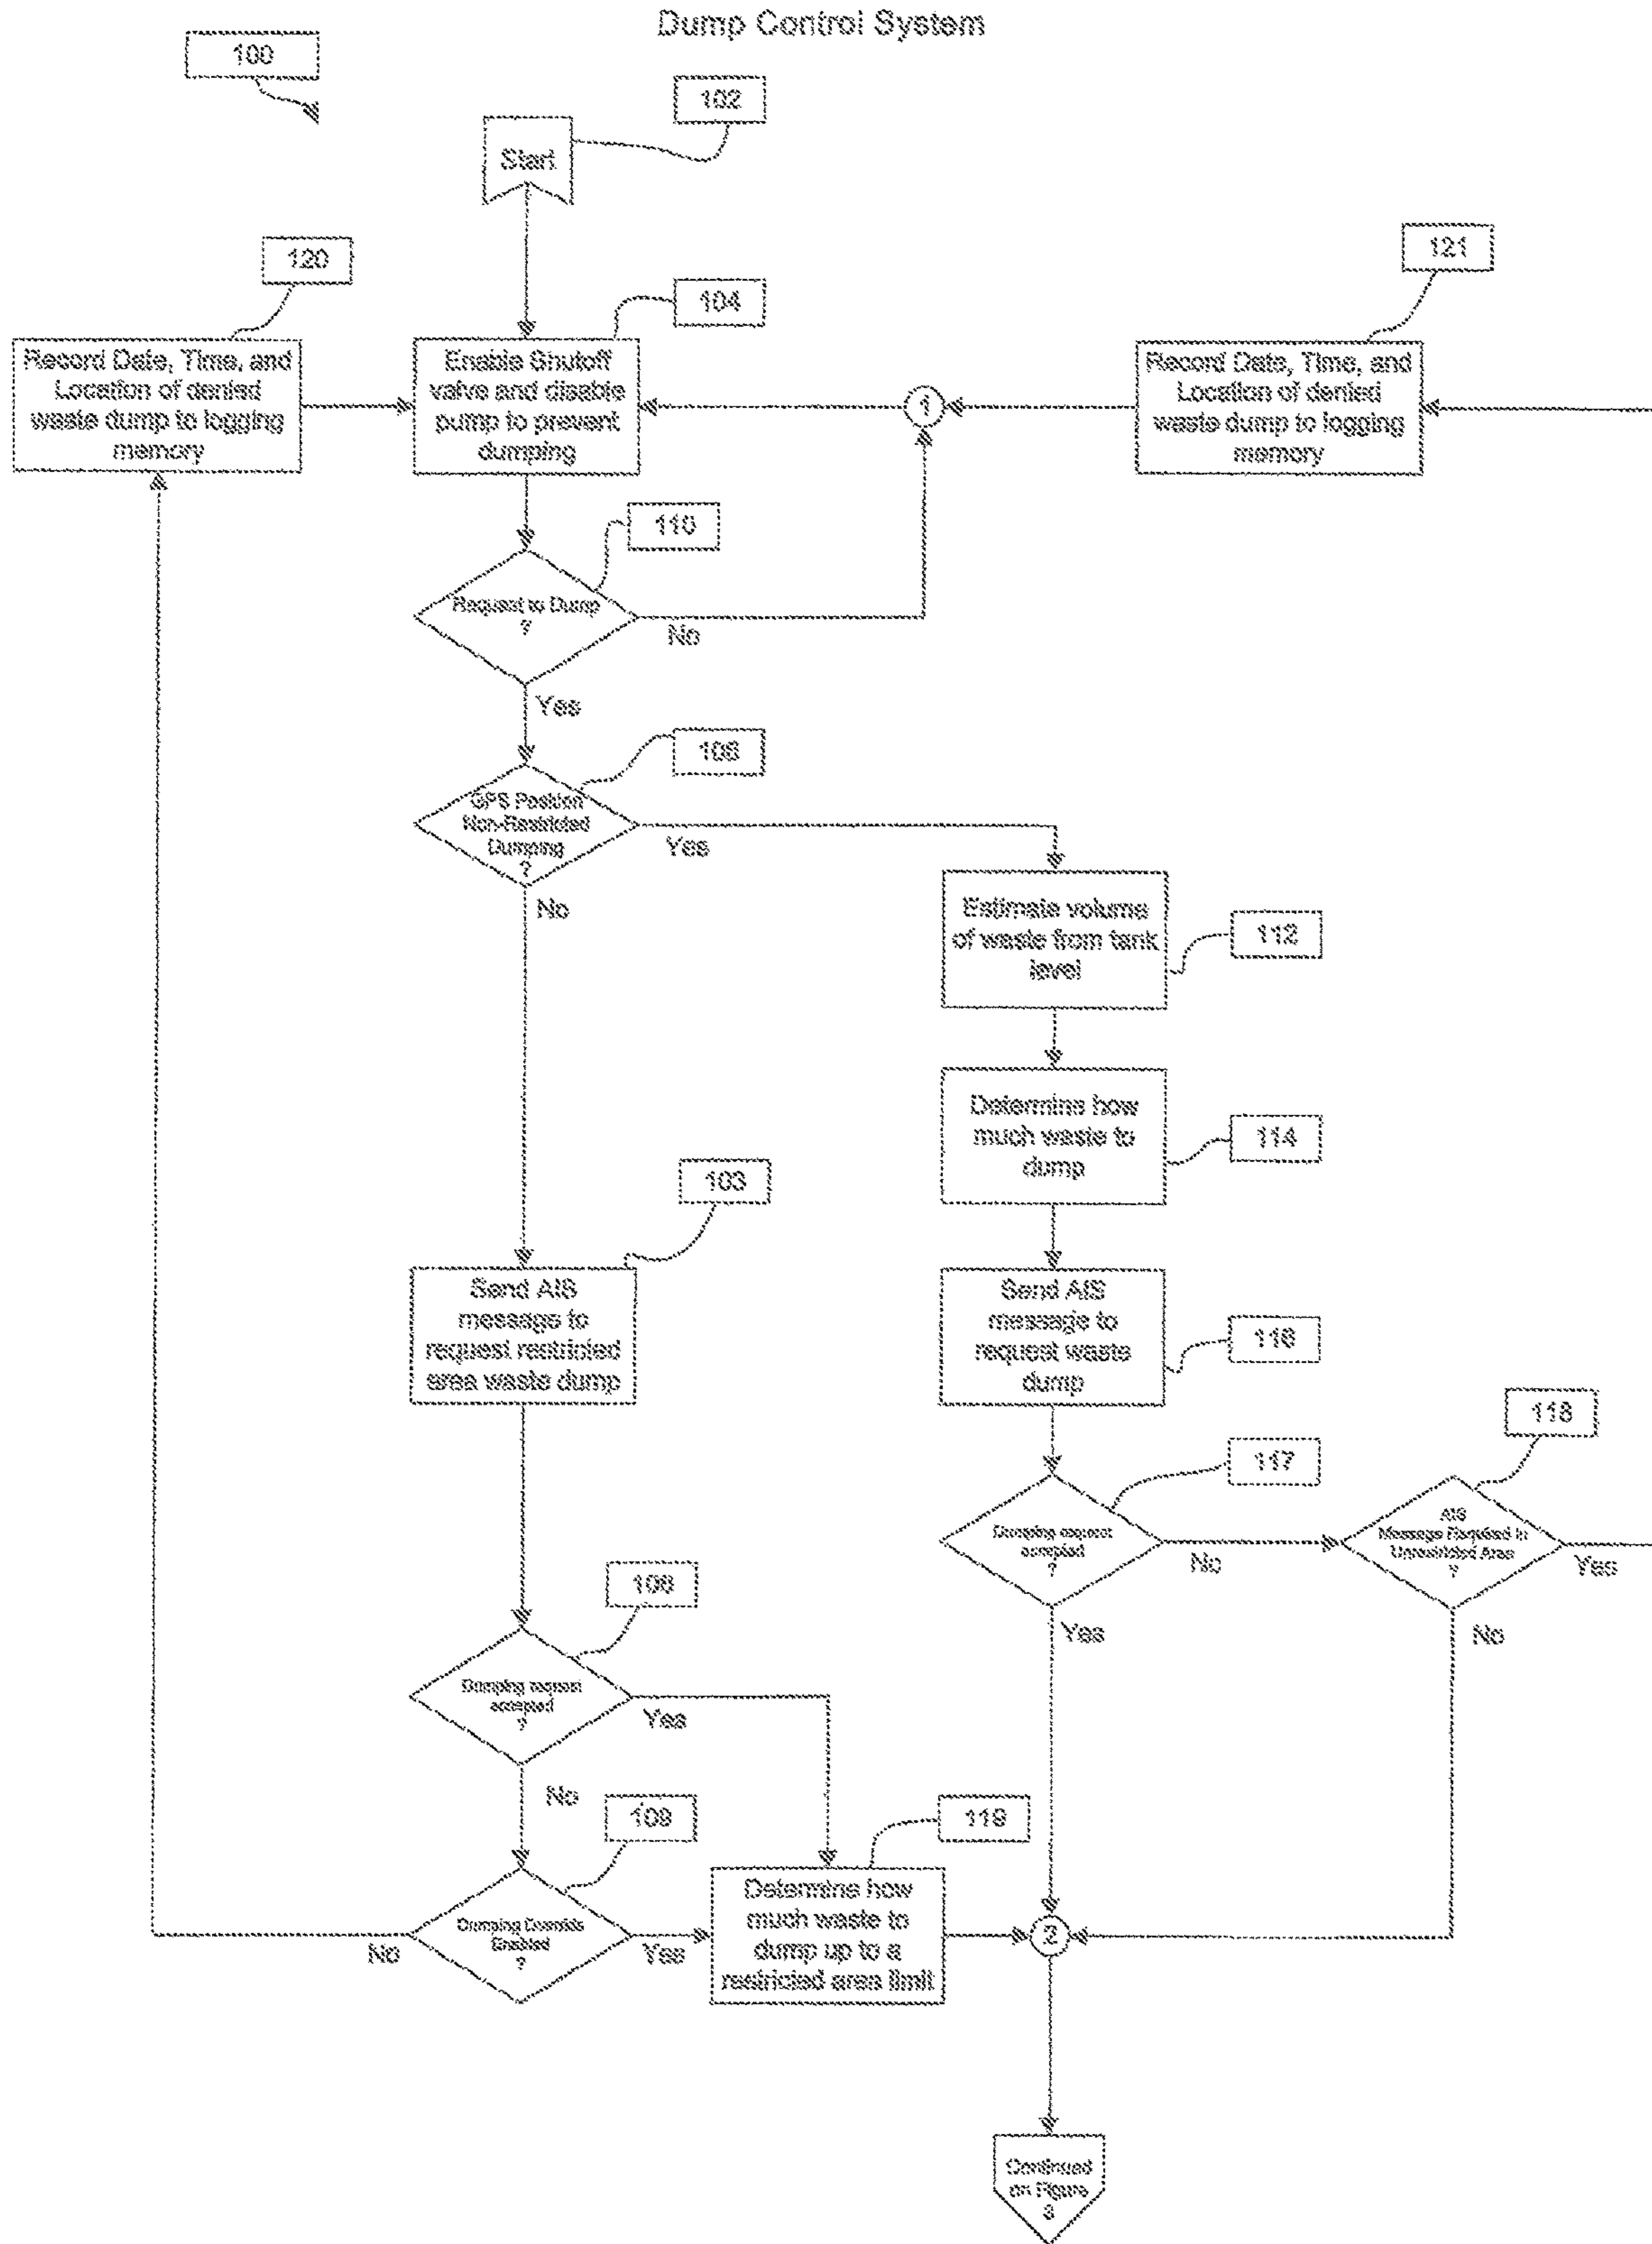 Dump Control System
100
102
Start
120
121
104
Record Date, Time, and
Location of denied
waste dump to logging
memory
Enable Shutoff
valve and disable
pump to prevent
dumping
1
Record Date, Time, and
Location of denied
waste dump to logging
memory
110
Request to Dump
?
No
Yes
GPS Position
Non-Restricted
Dumping
?
Yes
No
Estimate volume
of waste from tank
level
112
Determine how
much waste to
dump
114
103
Send AIS
message to
request restricted
area waste dump
Send AIS
message to
request waste
dump
116
118
117
Dumping request
accepted
?
No
AIS
Message Required in
Unrestricted Area
?
Yes
Yes
No
Dumping request
accepted
?
Yes
No
109
119
Dumping Override
Enabled
?
No
Yes
Determine how
much waste to
dump up to a
restricted area limit
2
Continued
on Figure